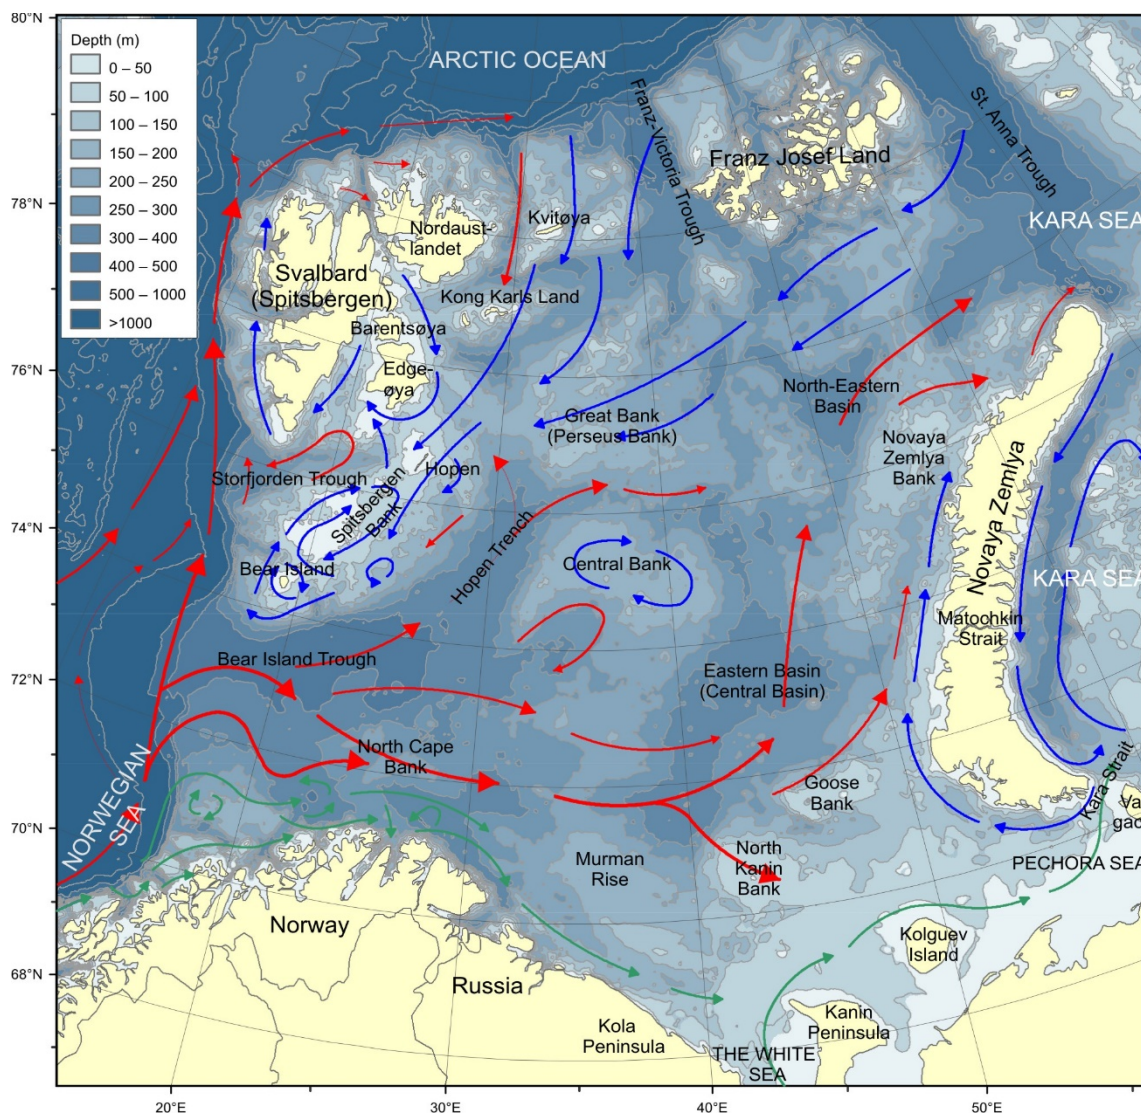 80°N
Depth (m)
0 – 50
50 – 100
100 – 150
150 – 200
200 – 250
250 – 300
300 – 400
400 – 500
500 – 1000
>1000
ARCTIC OCEAN
Franz-Victoria Trough
St. Anna Trough
Franz Josef Land
78°N
KARA SEA
Nordaust-
landet
Kvitøya
Svalbard
(Spitsbergen)
Kong Karls Land
Barentsøya
76°N
Edge-
øya
North-Eastern
Basin
Great Bank
(Perseus Bank)
Novaya
Zemlya
Bank
Storfjorden Trough
Hopen
Spitsbergen
Bank
74°N
Hopen Trench
Novaya Zemlya
Bear Island
Central Bank
KARA SEA
Matochkin
Strait
Bear Island Trough
72°N
Eastern Basin
(Central Basin)
North Cape
Bank
NORWEGIAN
SEA
Goose
Bank
Kara-Strait
Va
gac
70°N
Murman
Rise
North
Kanin
Bank
PECHORA SEA
Norway
Kolguev
Island
68°N
Russia
Kola
Peninsula
Kanin
Peninsula
THE WHITE
SEA
20°E
30°E
40°E
50°E